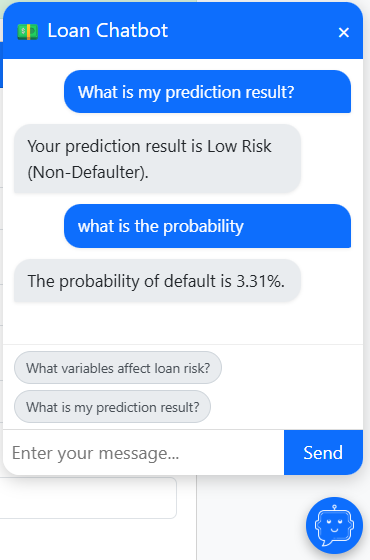 Loan Chatbot ×
What is my prediction result?
Your prediction result is Low Risk
(Non-Defaulter).
what is the probability
The probability of default is 3.31%.
What variables affect loan risk?
What is my prediction result?
Enter your message... Send